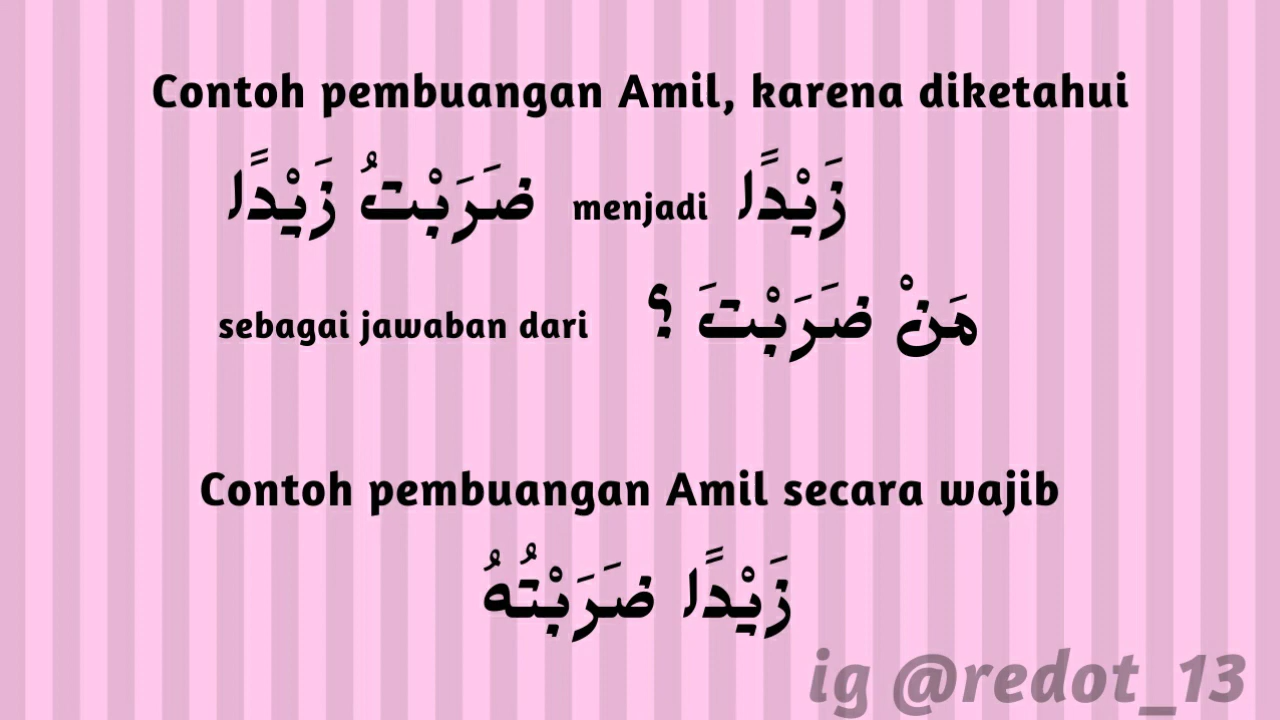 Contoh pembuangan Amil, karena diketahui
ضَرَبْتُ زَيْدًا menjadi زَيْدًا
sebagai jawaban dari مَنْ ضَرَبْتَ ؟
Contoh pembuangan Amil secara wajib
زَيْدًا ضَرَبْتُهُ
ig @redot_13